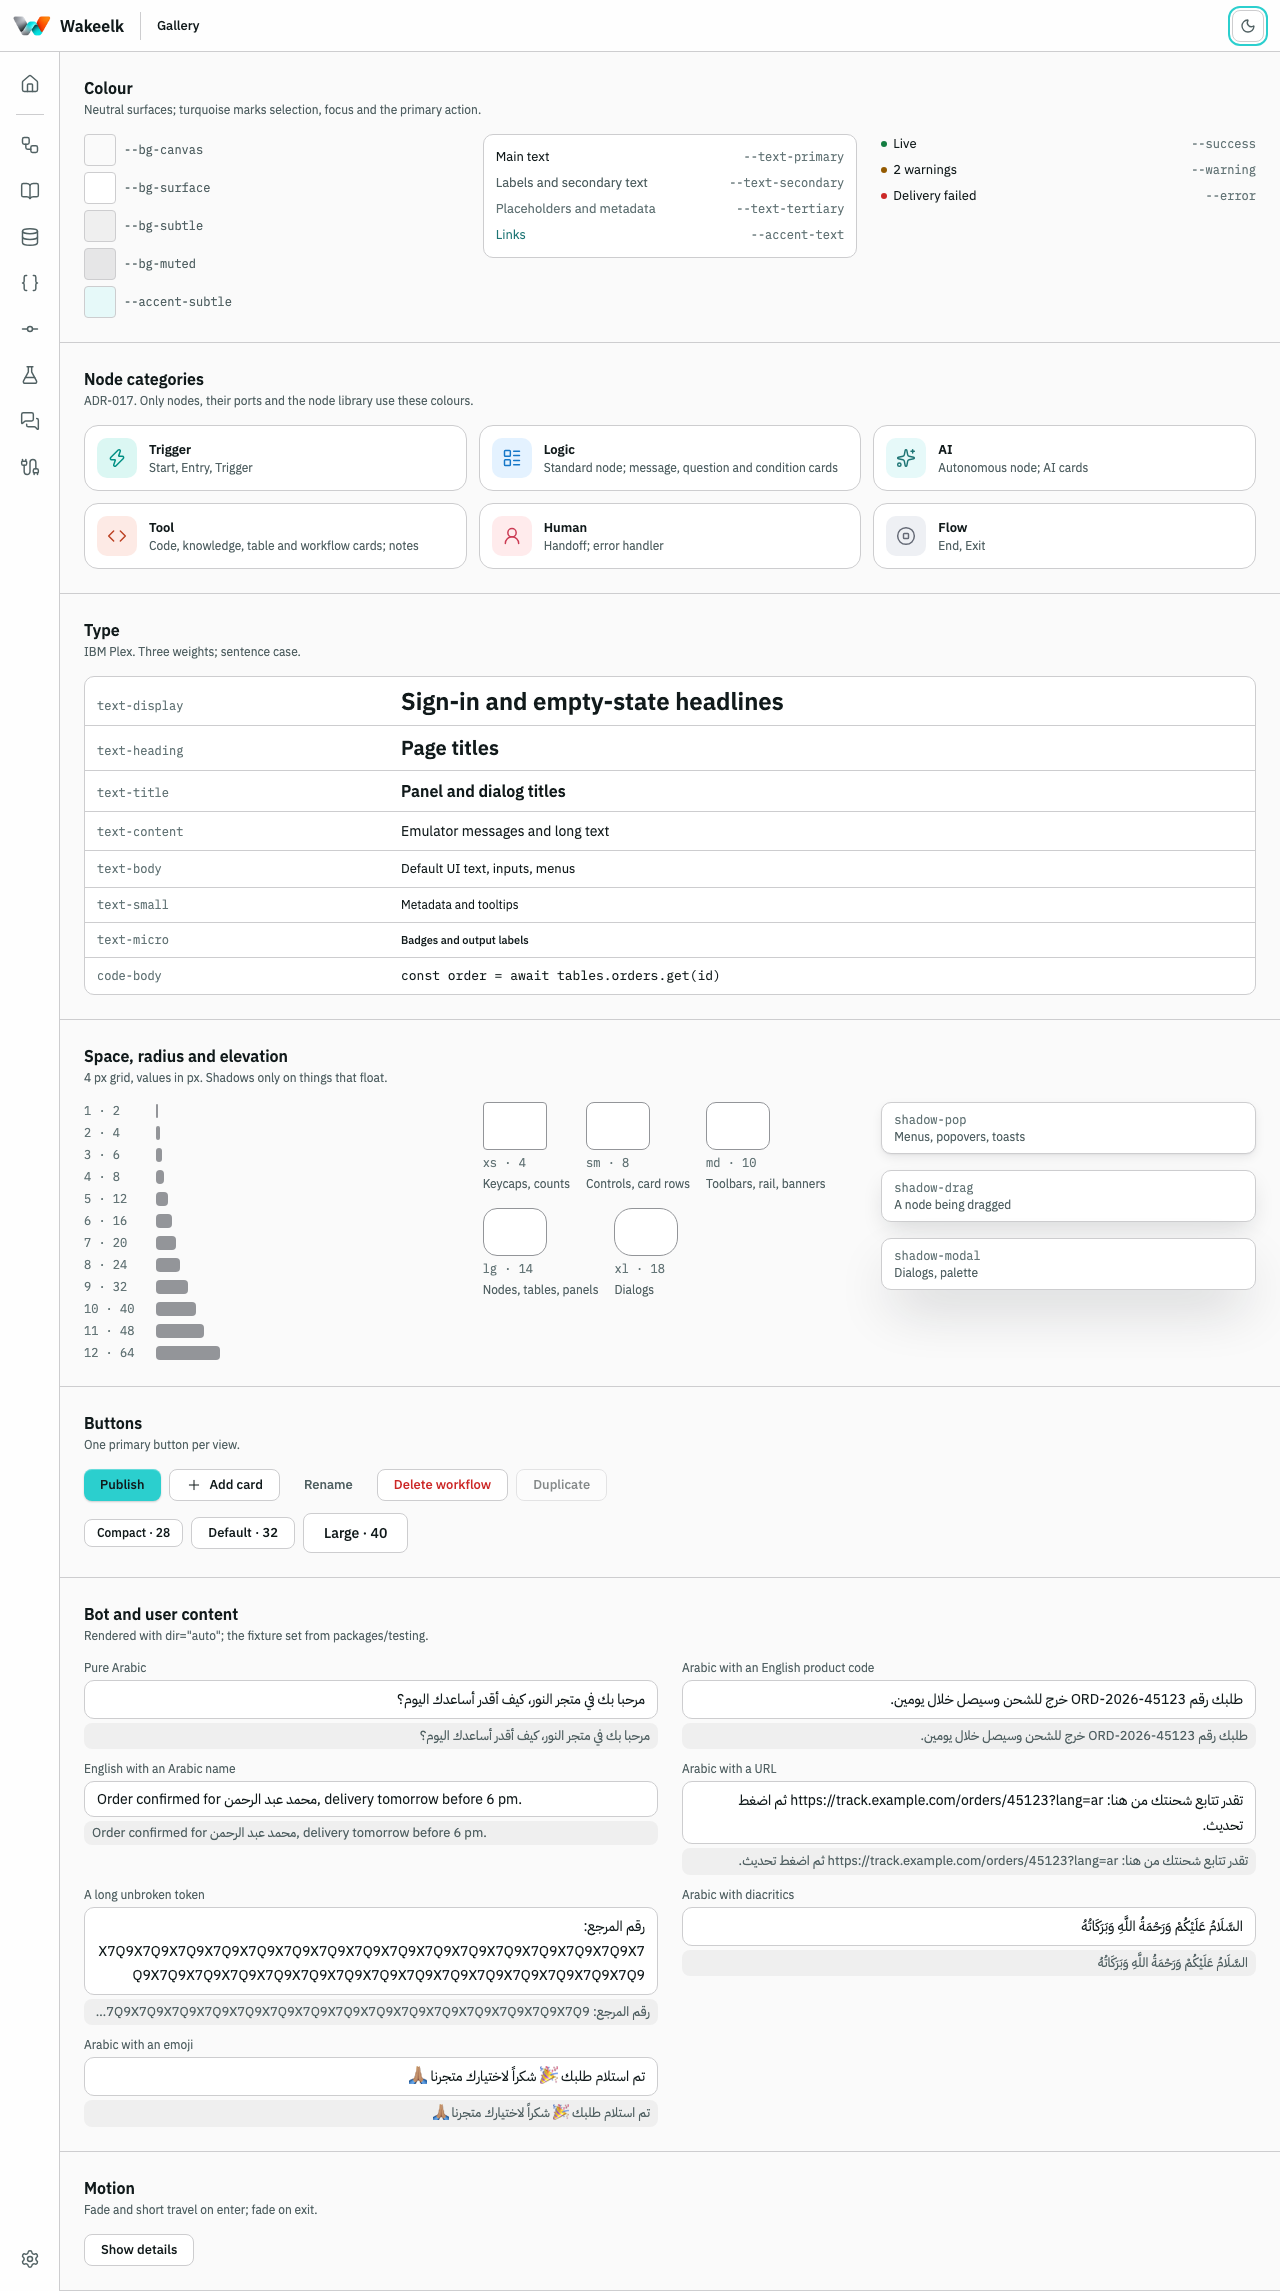 Wakeelk
Gallery
Colour
Neutral surfaces; turquoise marks selection, focus and the primary action.
--bg-canvas
--bg-surface
--bg-subtle
--bg-muted
--accent-subtle
Main text --text-primary
Labels and secondary text --text-secondary
Placeholders and metadata --text-tertiary
Links --accent-text
Live --success
2 warnings --warning
Delivery failed --error
Node categories
ADR-017. Only nodes, their ports and the node library use these colours.
Trigger
Start, Entry, Trigger
Logic
Standard node; message, question and condition cards
AI
Autonomous node; AI cards
Tool
Code, knowledge, table and workflow cards; notes
Human
Handoff; error handler
Flow
End, Exit
Type
IBM Plex. Three weights; sentence case.
text-display Sign-in and empty-state headlines
text-heading Page titles
text-title Panel and dialog titles
text-content Emulator messages and long text
text-body Default UI text, inputs, menus
text-small Metadata and tooltips
text-micro Badges and output labels
code-body const order = await tables.orders.get(id)
Space, radius and elevation
4 px grid, values in px. Shadows only on things that float.
1 · 2
2 · 4
3 · 6
4 · 8
5 · 12
6 · 16
7 · 20
8 · 24
9 · 32
10 · 40
11 · 48
12 · 64
xs · 4
Keycaps, counts
sm · 8
Controls, card rows
md · 10
Toolbars, rail, banners
lg · 14
Nodes, tables, panels
xl · 18
Dialogs
shadow-pop
Menus, popovers, toasts
shadow-drag
A node being dragged
shadow-modal
Dialogs, palette
Buttons
One primary button per view.
Publish
Add card
Rename
Delete workflow
Duplicate
Compact · 28
Default · 32
Large · 40
Bot and user content
Rendered with dir="auto"; the fixture set from packages/testing.
Pure Arabic
مرحبا بك في متجر النور، كيف أقدر أساعدك اليوم؟
مرحبا بك في متجر النور، كيف أقدر أساعدك اليوم؟
Arabic with an English product code
طلبك رقم ORD-2026-45123 خرج للشحن وسيصل خلال يومين.
طلبك رقم ORD-2026-45123 خرج للشحن وسيصل خلال يومين.
English with an Arabic name
Order confirmed for محمد عبد الرحمن, delivery tomorrow before 6 pm.
Order confirmed for محمد عبد الرحمن, delivery tomorrow before 6 pm.
Arabic with a URL
تقدر تتابع شحنتك من هنا: https://track.example.com/orders/45123?lang=ar ثم اضغط
تحديث.
تقدر تتابع شحنتك من هنا: https://track.example.com/orders/45123?lang=ar ثم اضغط تحديث.
A long unbroken token
رقم المرجع:
X7Q9X7Q9X7Q9X7Q9X7Q9X7Q9X7Q9X7Q9X7Q9X7Q9X7Q9X7Q9X7Q9X7Q9X7Q9X7
Q9X7Q9X7Q9X7Q9X7Q9X7Q9X7Q9X7Q9X7Q9X7Q9X7Q9X7Q9X7Q9X7Q9X7Q9
رقم المرجع: 7Q9X7Q9X7Q9X7Q9X7Q9X7Q9X7Q9X7Q9X7Q9X7Q9X7Q9X7Q9X7Q9X7Q9...
Arabic with diacritics
السَّلَامُ عَلَيْكُمْ وَرَحْمَةُ اللَّهِ وَبَرَكَاتُهُ
السَّلَامُ عَلَيْكُمْ وَرَحْمَةُ اللَّهِ وَبَرَكَاتُهُ
Arabic with an emoji
تم استلام طلبك 🎉 شكراً لاختيارك متجرنا 🙏🏽
تم استلام طلبك 🎉 شكراً لاختيارك متجرنا 🙏🏽
Motion
Fade and short travel on enter; fade on exit.
Show details